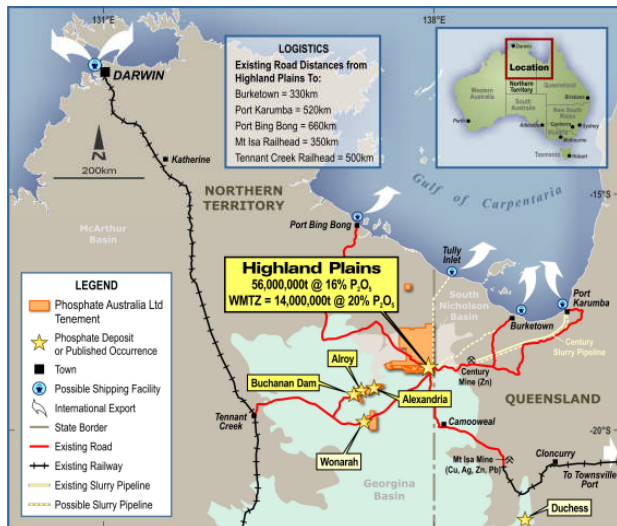 131°E
138°E
DARWIN
LOGISTICS
Existing Road Distances from
Highland Plains To:
Burketown = 330km
Port Karumba = 520km
Port Bing Bong = 660km
Mt Isa Railhead = 350km
Tennant Creek Railhead = 500km
Darwin
Location
Northern
Territory
Queensland
Western
Australia
South
Australia
New South
Wales
Brisbane
Perth
Adelaide
Canberra
Sydney
Melbourne
Tasmania
Hobart
N
200km
Katherine
NORTHERN
TERRITORY
McArthur
Basin
Gulf of Carpentaria
-15°S
Port Bing Bong
Tully
Inlet
Highland Plains
56,000,000t @ 16% P₂O₅
WMTZ = 14,000,000t @ 20% P₂O₅
South
Nicholson
Basin
Port
Karumba
Burketown
Century
Slurry Pipeline
Century
Mine (Zn)
LEGEND
Phosphate Australia Ltd
Tenement
Phosphate Deposit
or Published Occurrence
Town
Possible Shipping Facility
International Export
State Border
Existing Road
Existing Railway
Existing Slurry Pipeline
Possible Slurry Pipeline
Alroy
Buchanan Dam
Alexandria
Tennant
Creek
Wonarah
Camooweal
QUEENSLAND
-20°S
Mt Isa Mine
(Cu, Ag, Zn, Pb)
Cloncurry
To Townsville
Port
Georgina
Basin
Duchess